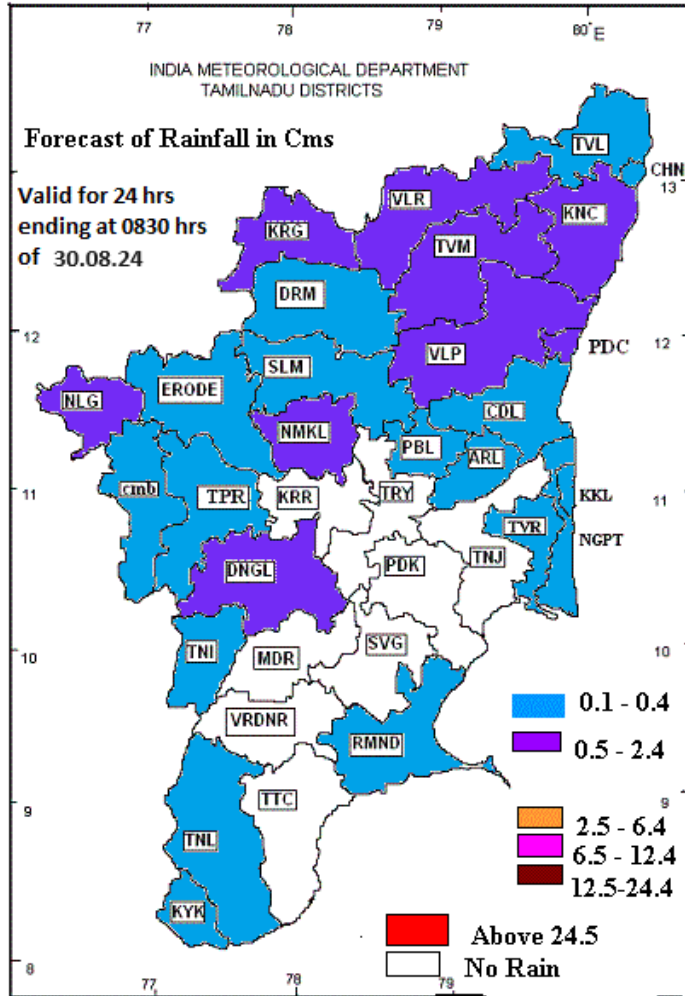 77 78 79 80° E
INDIA METEOROLOGICAL DEPARTMENT
TAMILNADU DISTRICTS
Forecast of Rainfall in Cms
TVL
CHN
13
Valid for 24 hrs
ending at 0830 hrs
of 30.08.24
VLR
KNC
KRG
TVM
DRM
12
12
PDC
VLP
SLM
ERODE
NLG
CDL
NMKL
PBL
ARL
11
cmb
TPR
KRR
TRY
KKL
11
TVR
NGPT
TNJ
DNGL
PDK
10
TNI
MDR
SVG
10
0.1 - 0.4
VRDNR
RMND
0.5 - 2.4
9
TTC
9
2.5 - 6.4
TNL
6.5 - 12.4
12.5-24.4
KYK
Above 24.5
8
No Rain
77 78 79